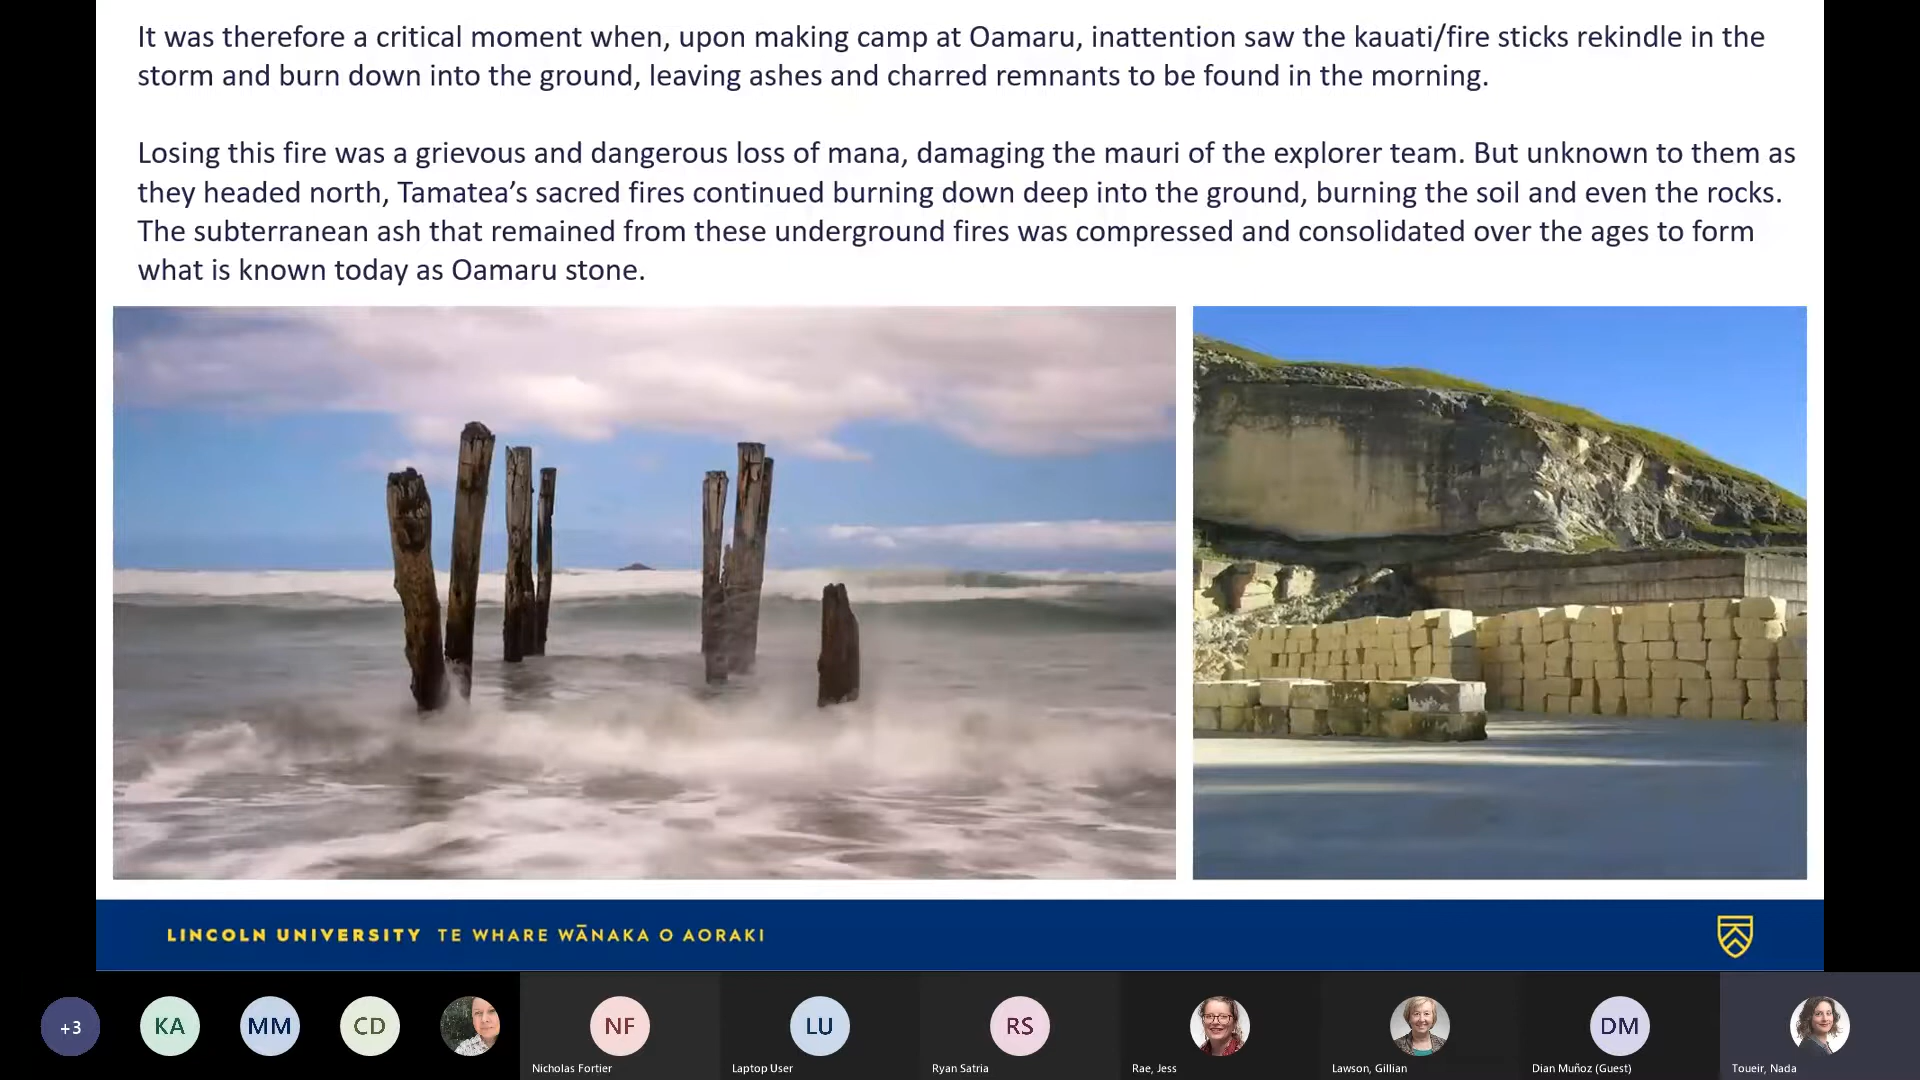 It was therefore a critical moment when, upon making camp at Oamaru, inattention saw the kauati/fire sticks rekindle in the
storm and burn down into the ground, leaving ashes and charred remnants to be found in the morning.
Losing this fire was a grievous and dangerous loss of mana, damaging the mauri of the explorer team. But unknown to them as
they headed north, Tamatea’s sacred fires continued burning down deep into the ground, burning the soil and even the rocks.
The subterranean ash that remained from these underground fires was compressed and consolidated over the ages to form
what is known today as Oamaru stone.
LINCOLN UNIVERSITY TE WHARE WĀNAKA O AORAKI
+3 KA MM CD NF LU RS DM
Nicholas Fortier Laptop User Ryan Satria Rae, Jess Lawson, Gillian Dian Muñoz (Guest) Toueir, Nada